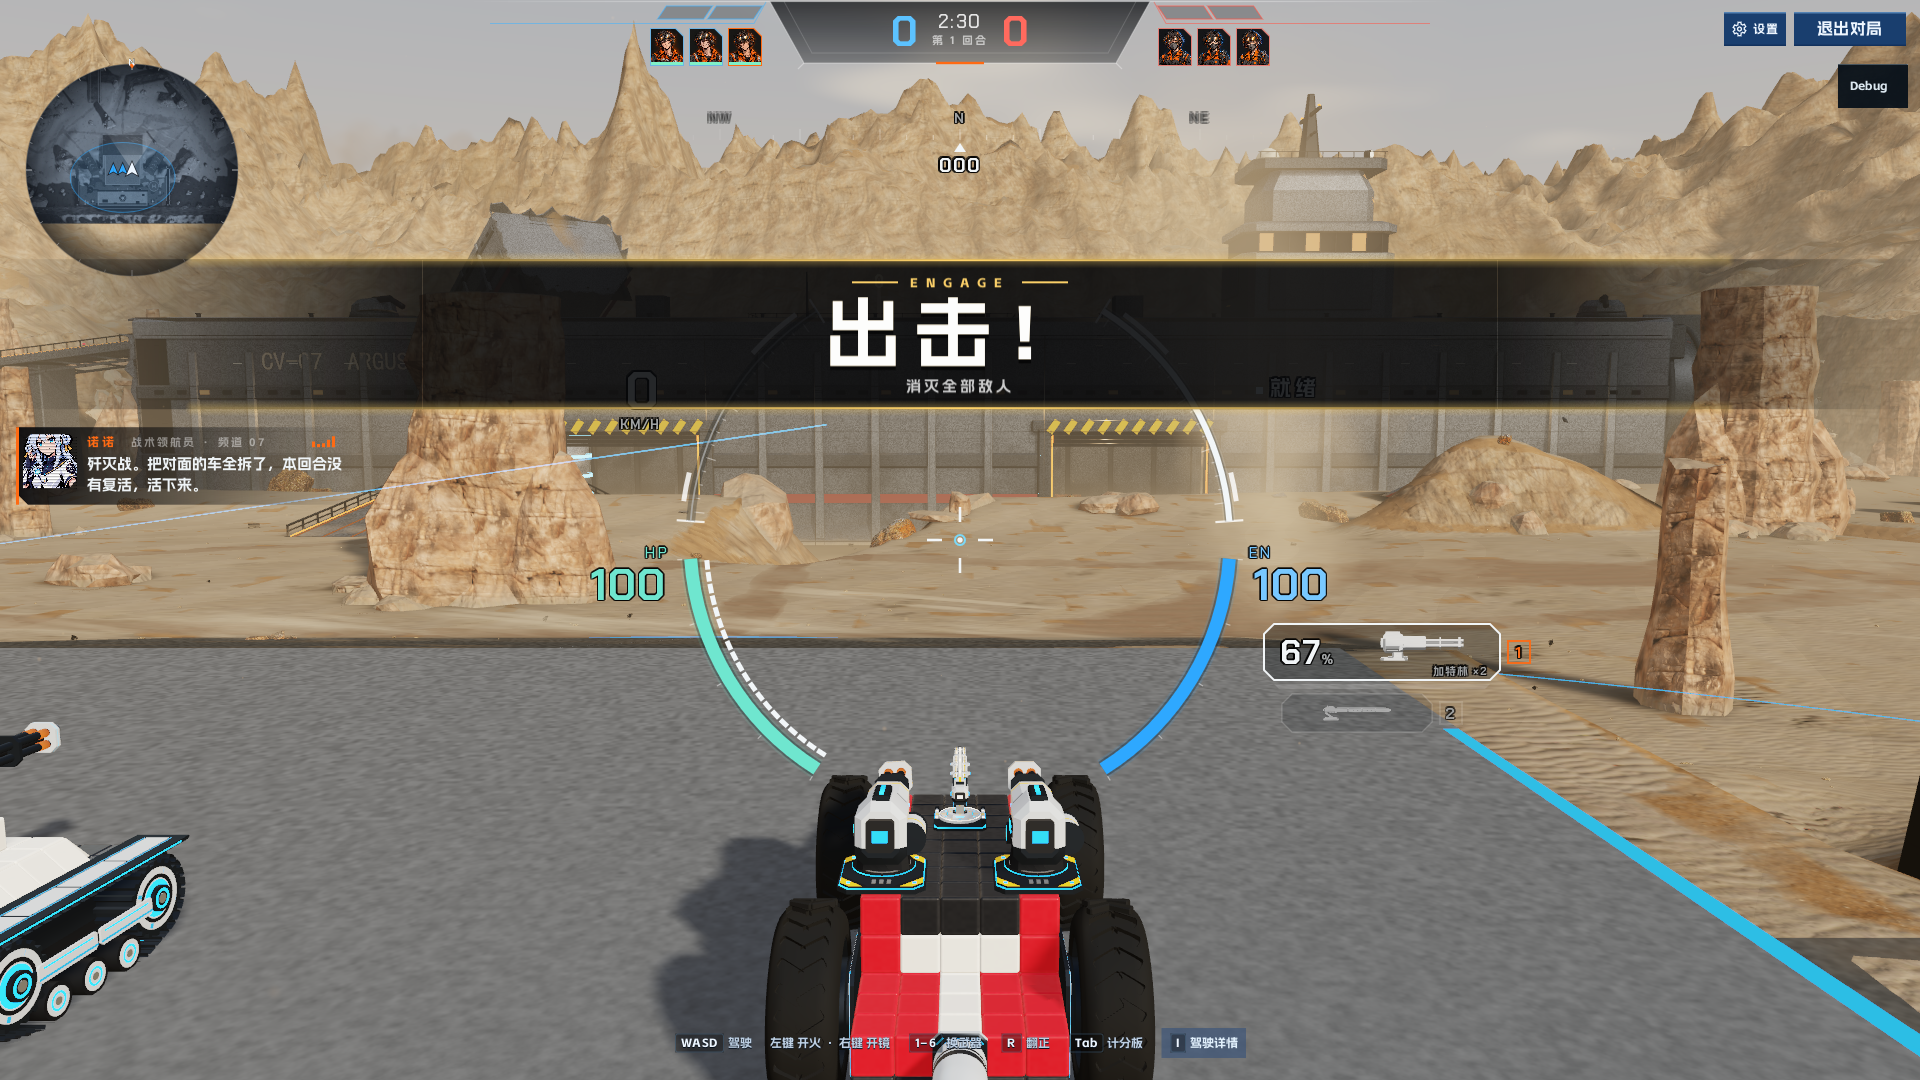 0
2:30
第 1 回合
0
设置
退出对局
Debug
NW
N
NE
000
ENGAGE
出击!
消灭全部敌人
CV-07 ARGUS
0
KM/H
就绪
诺诺 战术领航员 · 频道 07
歼灭战。把对面的车全拆了，本回合没
有复活，活下来。
HP
100
EN
100
67%
加特林 x2
1
2
WASD 驾驶 左键 开火 · 右键 开镜 1-6 换武器 R 翻正 Tab 计分板 I 驾驶详情